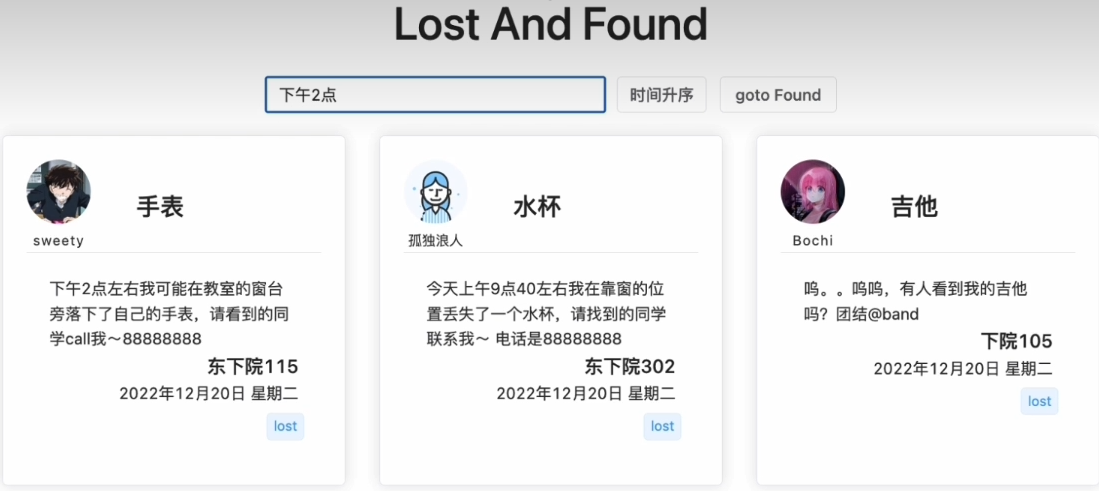 Lost And Found
下午2点
时间升序
goto Found
手表
sweety
下午2点左右我可能在教室的窗台
旁落下了自己的手表，请看到的同
学call我～88888888
东下院115
2022年12月20日 星期二
lost
水杯
孤独浪人
今天上午9点40左右我在靠窗的位
置丢失了一个水杯，请找到的同学
联系我～ 电话是88888888
东下院302
2022年12月20日 星期二
lost
吉他
Bochi
呜。。呜呜，有人看到我的吉他
吗？团结@band
下院105
2022年12月20日 星期二
lost